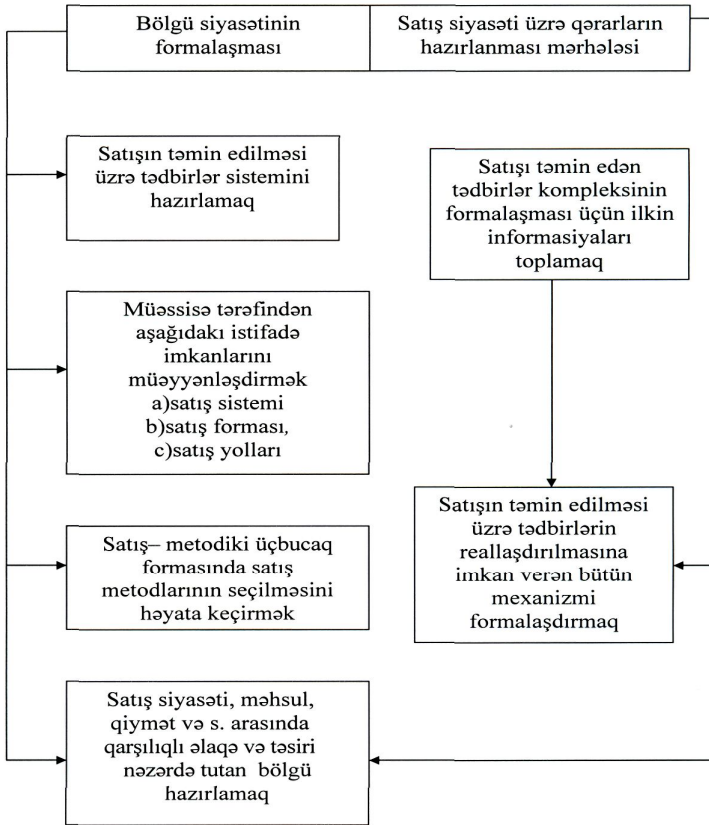 Bölgü siyasətinin
formalaşması
Satış siyasəti üzrə qərarların
hazırlanması mərhələsi
Satışın təmin edilməsi
üzrə tədbirlər sistemini
hazırlamaq
Satışı təmin edən
tədbirlər kompleksinin
formalaşması üçün ilkin
informasiyaları
toplamaq
Müəssisə tərəfindən
aşağıdakı istifadə
imkanlarını
müəyyənləşdirmək
a)satış sistemi
b)satış forması,
c)satış yolları
Satışın təmin edilməsi
üzrə tədbirlərin
reallaşdırılmasına
imkan verən bütün
mexanizmi
formalaşdırmaq
Satış– metodiki üçbucaq
formasında satış
metodlarının seçilməsini
həyata keçirmək
Satış siyasəti, məhsul,
qiymət və s. arasında
qarşılıqlı əlaqə və təsiri
nəzərdə tutan bölgü
hazırlamaq